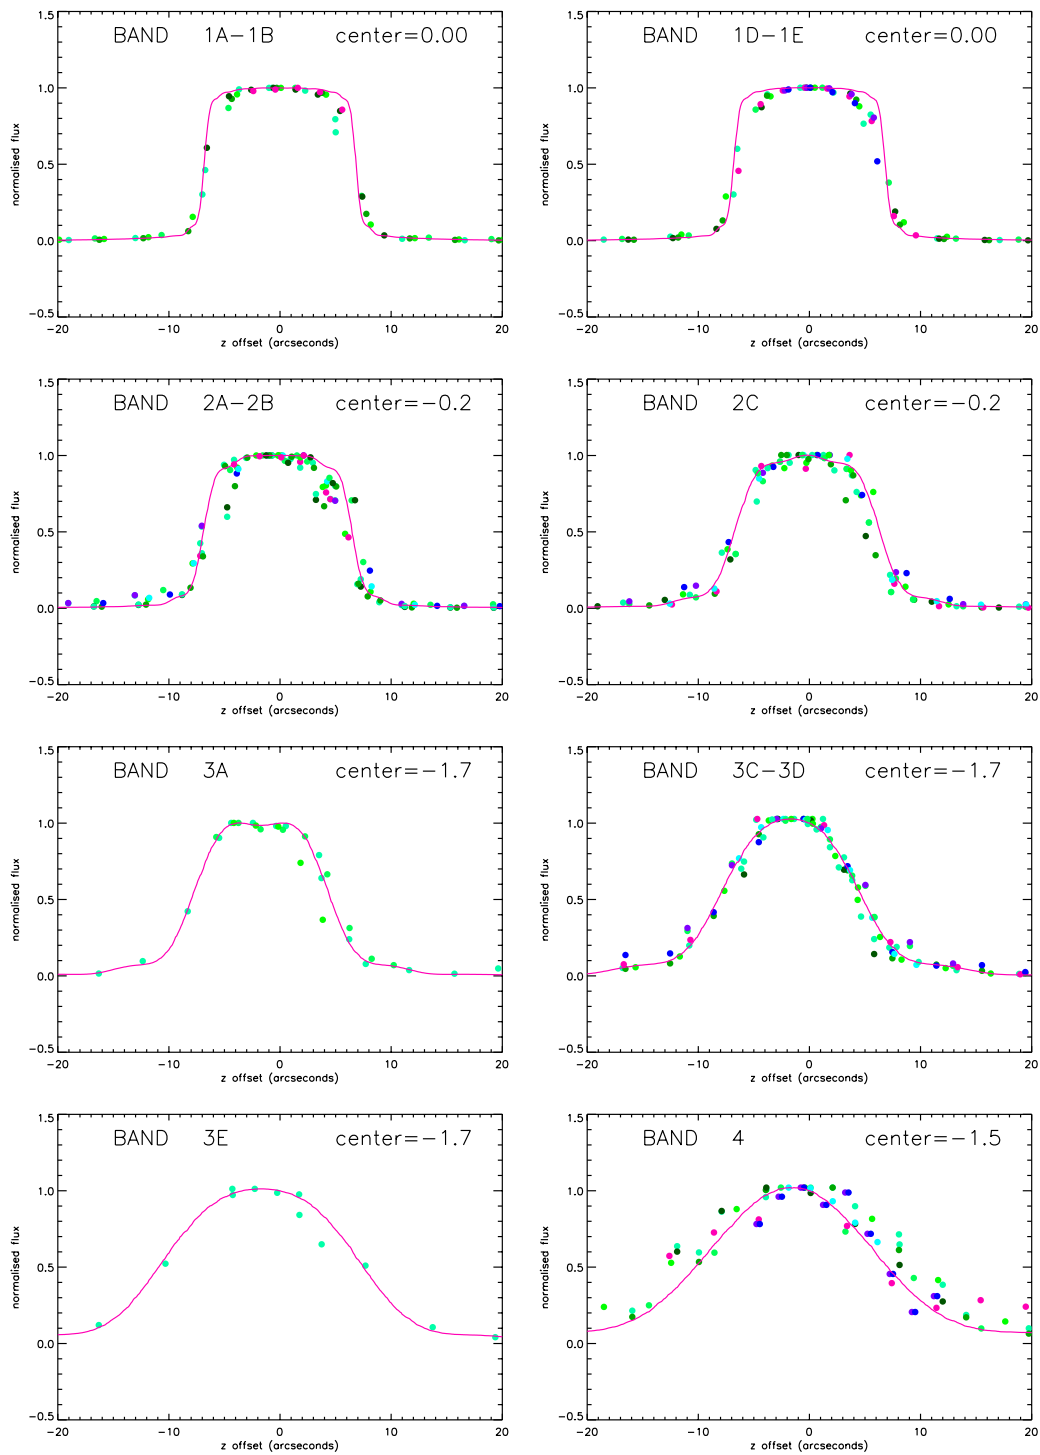 BAND 1A-1B center=0.00
1.5
1.0
0.5
0.0
-0.5
normalised flux
-20 -10 0 10 20
z offset (arcseconds)
BAND 1D-1E center=0.00
1.5
1.0
0.5
0.0
-0.5
normalised flux
-20 -10 0 10 20
z offset (arcseconds)
BAND 2A-2B center=-0.2
1.5
1.0
0.5
0.0
-0.5
normalised flux
-20 -10 0 10 20
z offset (arcseconds)
BAND 2C center=-0.2
1.5
1.0
0.5
0.0
-0.5
normalised flux
-20 -10 0 10 20
z offset (arcseconds)
BAND 3A center=-1.7
1.5
1.0
0.5
0.0
-0.5
normalised flux
-20 -10 0 10 20
z offset (arcseconds)
BAND 3C-3D center=-1.7
1.5
1.0
0.5
0.0
-0.5
normalised flux
-20 -10 0 10 20
z offset (arcseconds)
BAND 3E center=-1.7
1.5
1.0
0.5
0.0
-0.5
normalised flux
-20 -10 0 10 20
z offset (arcseconds)
BAND 4 center=-1.5
1.5
1.0
0.5
0.0
-0.5
normalised flux
-20 -10 0 10 20
z offset (arcseconds)